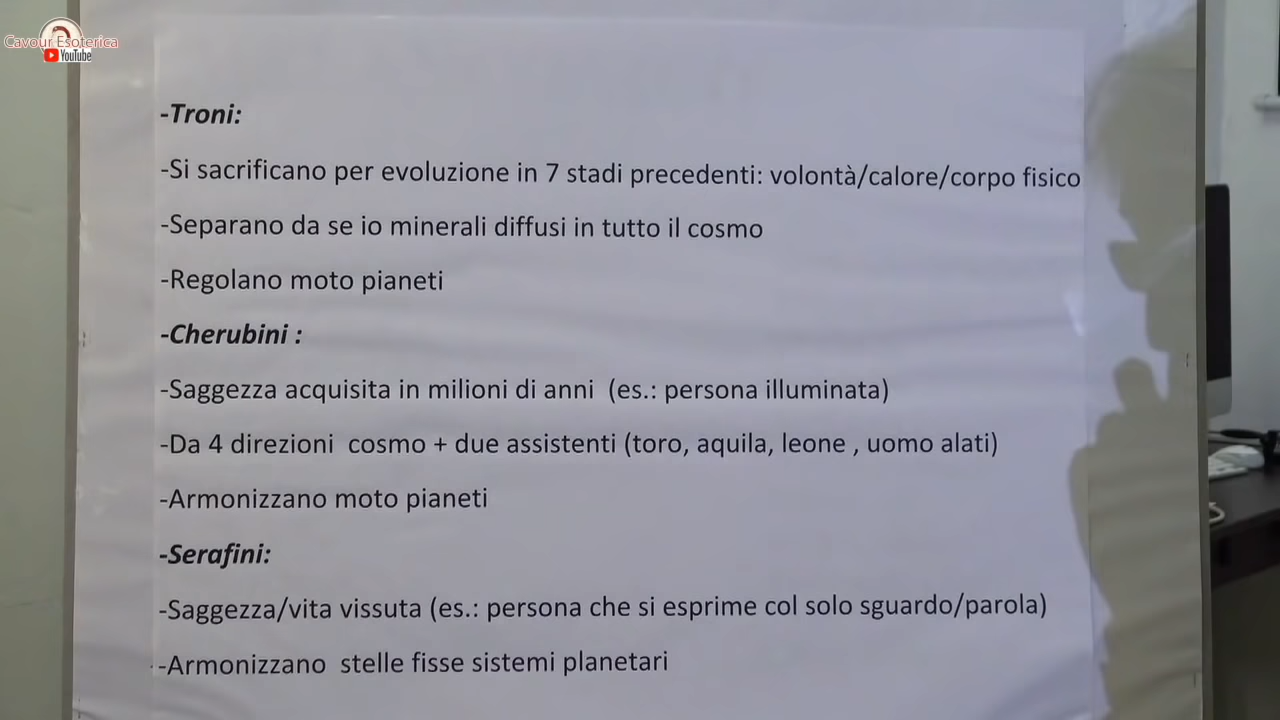 Cavour Esoterica
YouTube
-Troni:
-Si sacrificano per evoluzione in 7 stadi precedenti: volontà/calore/corpo fisico
-Separano da se io minerali diffusi in tutto il cosmo
-Regolano moto pianeti
-Cherubini :
-Saggezza acquisita in milioni di anni  (es.: persona illuminata)
-Da 4 direzioni  cosmo + due assistenti (toro, aquila, leone , uomo alati)
-Armonizzano moto pianeti
-Serafini:
-Saggezza/vita vissuta (es.: persona che si esprime col solo sguardo/parola)
-Armonizzano  stelle fisse sistemi planetari